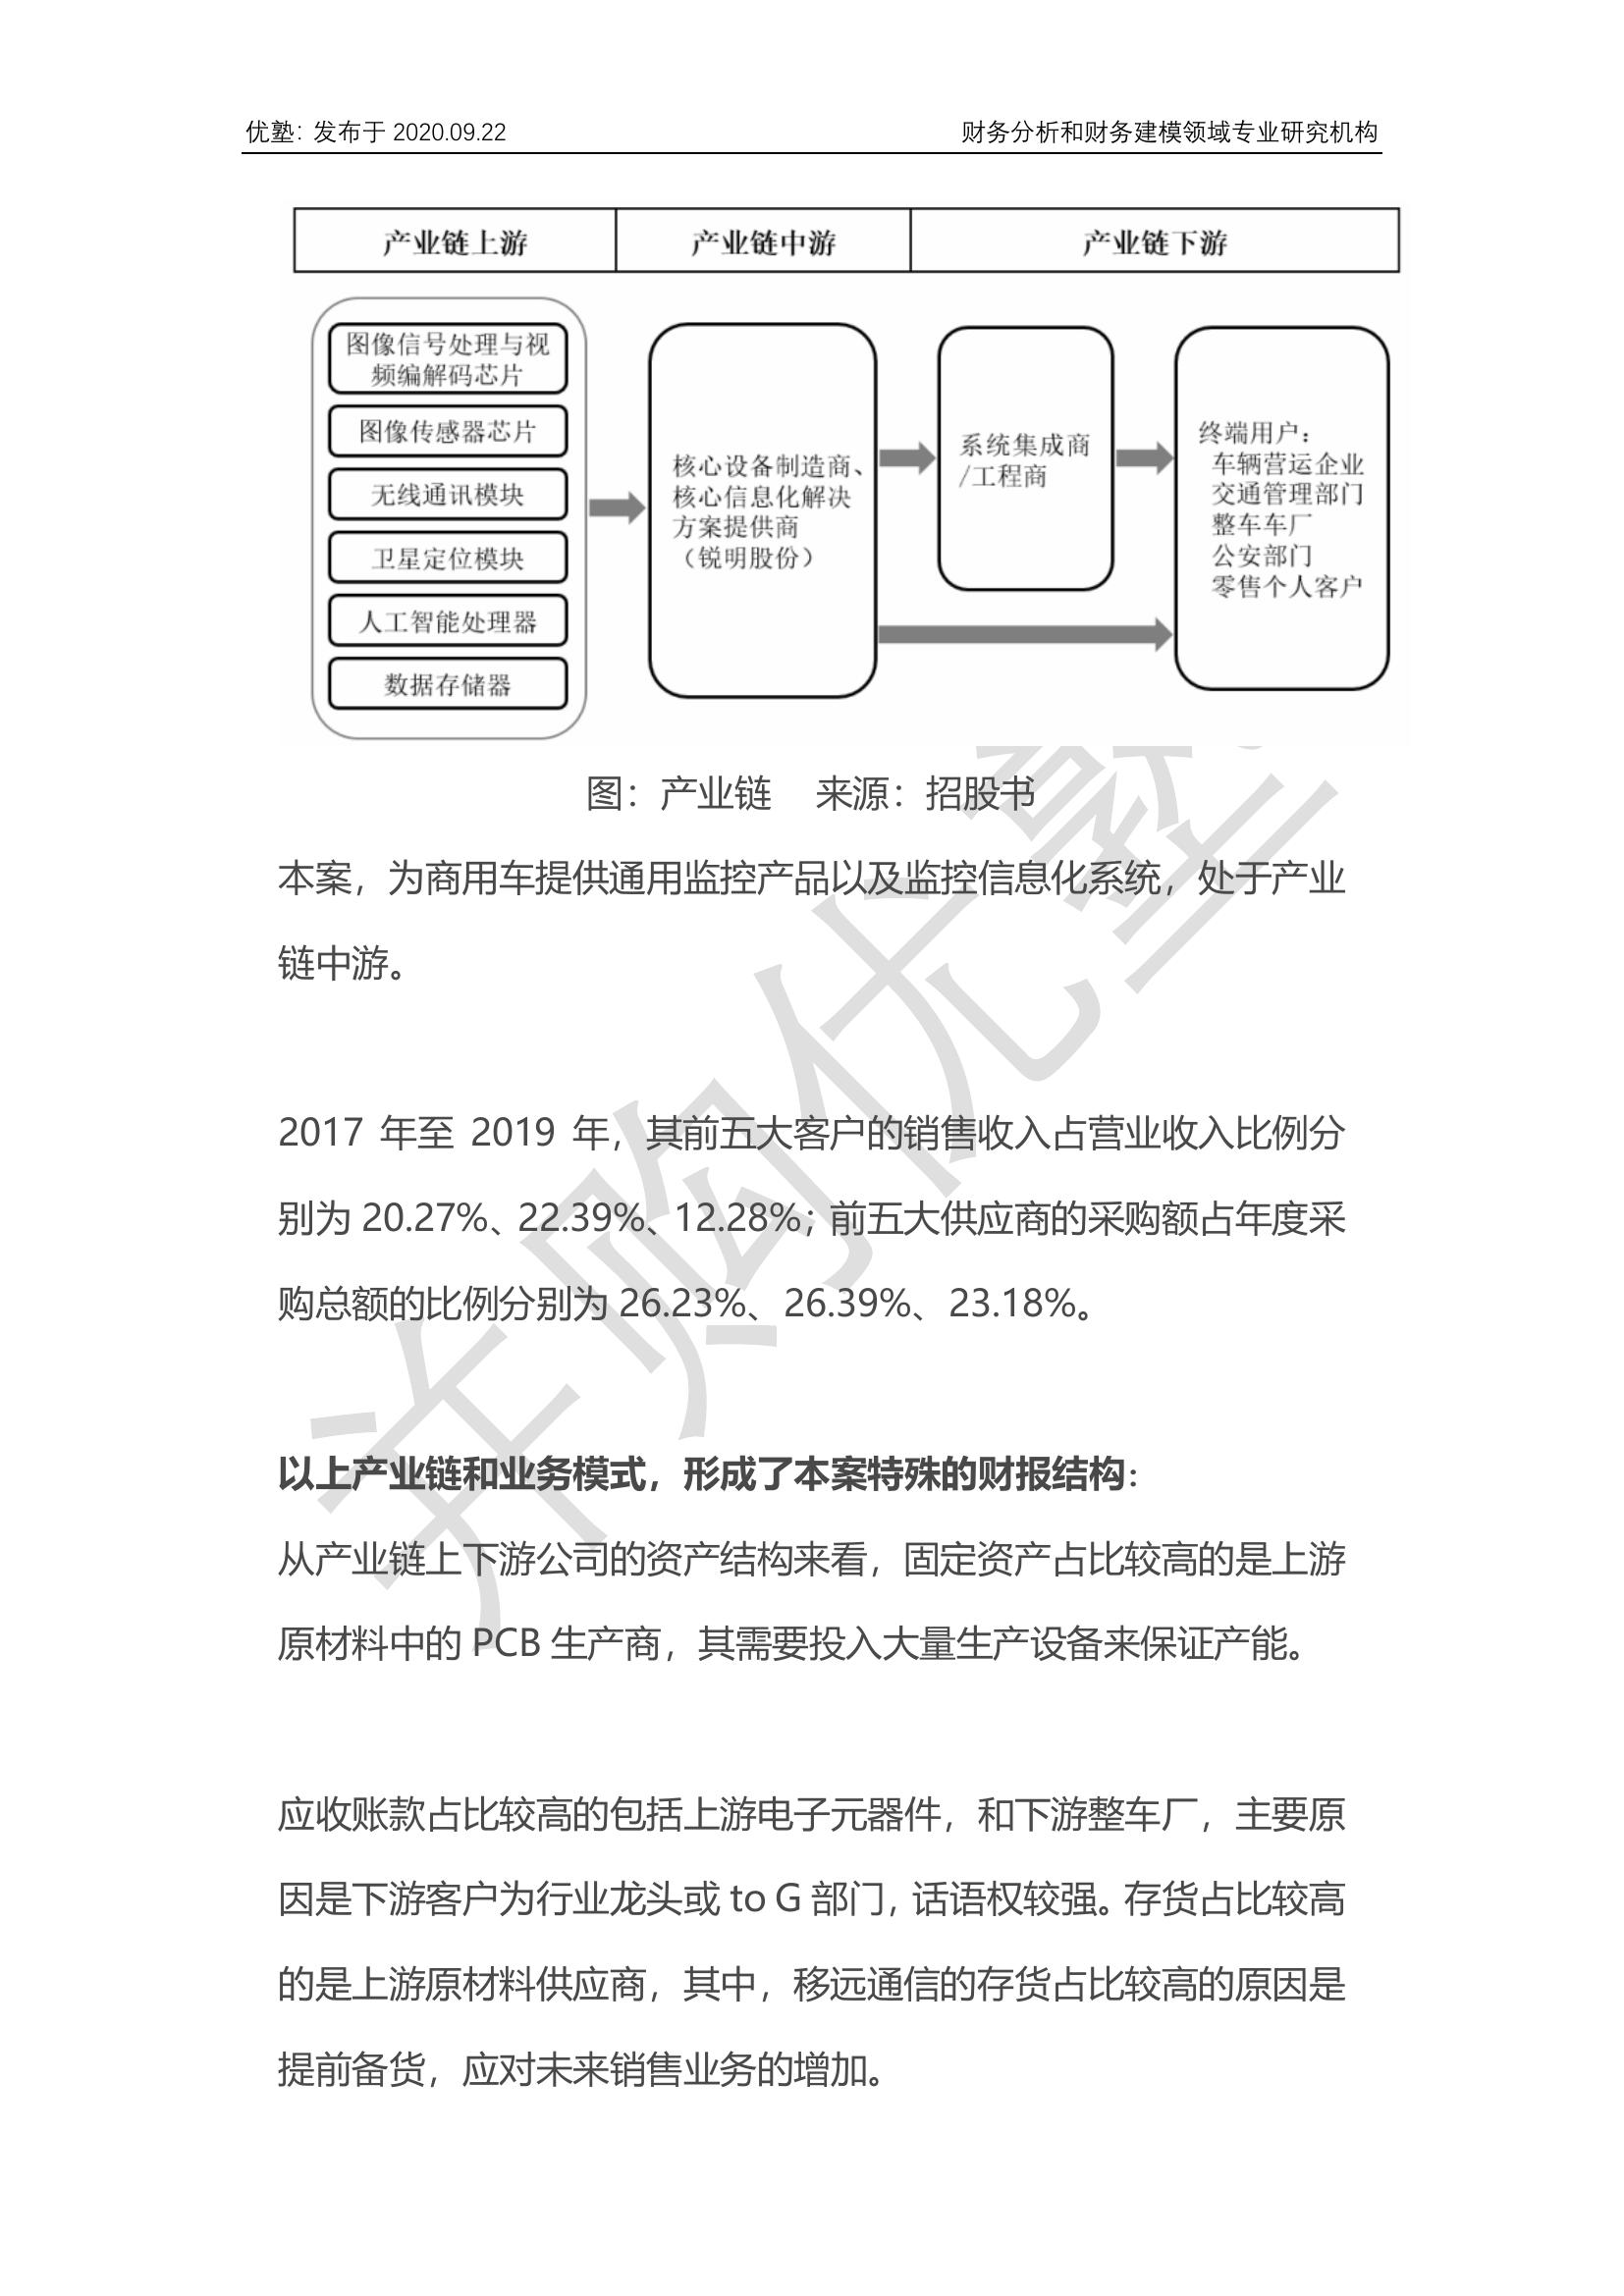 优塾：发布于 2020.09.22
财务分析和财务建模领域专业研究机构
产业链上游
产业链中游
产业链下游
图像信号处理与视
频编解码芯片
图像传感器芯片
无线通讯模块
卫星定位模块
人工智能处理器
数据存储器
核心设备制造商、
核心信息化解决
方案提供商
（锐明股份）
系统集成商
/工程商
终端用户：
车辆营运企业
交通管理部门
整车车厂
公安部门
零售个人客户
图：产业链 来源：招股书
本案，为商用车提供通用监控产品以及监控信息化系统，处于产业
链中游。
2017 年至 2019 年，其前五大客户的销售收入占营业收入比例分
别为 20.27%、22.39%、12.28%；前五大供应商的采购额占年度采
购总额的比例分别为 26.23%、26.39%、23.18%。
以上产业链和业务模式，形成了本案特殊的财报结构：
从产业链上下游公司的资产结构来看，固定资产占比较高的是上游
原材料中的 PCB 生产商，其需要投入大量生产设备来保证产能。
应收账款占比较高的包括上游电子元器件，和下游整车厂，主要原
因是下游客户为行业龙头或 to G 部门，话语权较强。存货占比较高
的是上游原材料供应商，其中，移远通信的存货占比较高的原因是
提前备货，应对未来销售业务的增加。
并购优塾